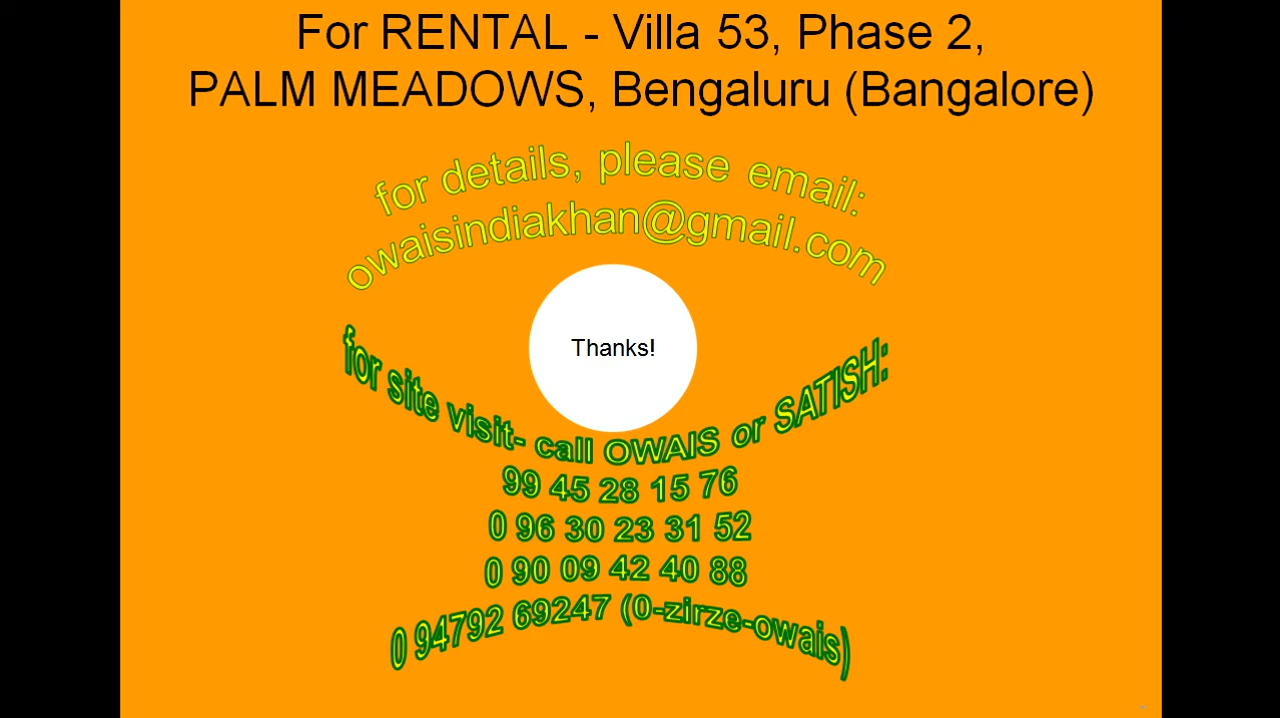 For RENTAL - Villa 53, Phase 2,
PALM MEADOWS, Bengaluru (Bangalore)
for details, please email:
owaisindiakhan@gmail.com
Thanks!
for site visit- call OWAIS or SATISH:
99 45 28 15 76
0 96 30 23 31 52
0 90 09 42 40 88
0 94792 69247 (0-zirze-owais)